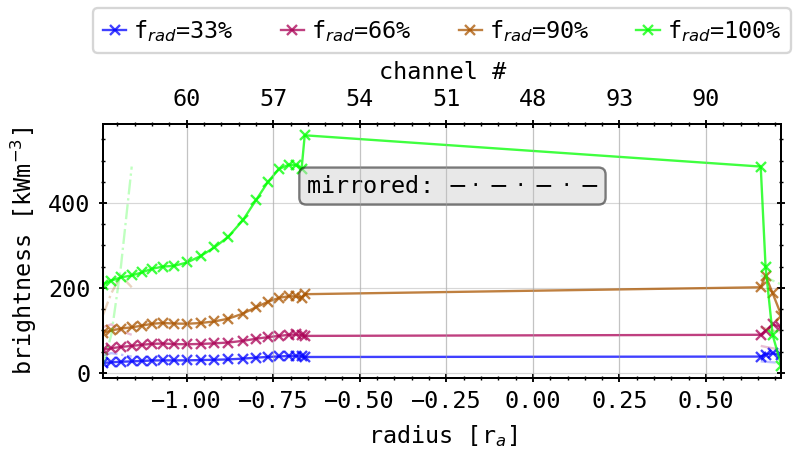 f_rad=33% f_rad=66% f_rad=90% f_rad=100%
channel #
60 57 54 51 48 93 90
brightness [kWm⁻³]
400
200
0
mirrored: —·—·—·—
−1.00 −0.75 −0.50 −0.25 0.00 0.25 0.50
radius [r_a]